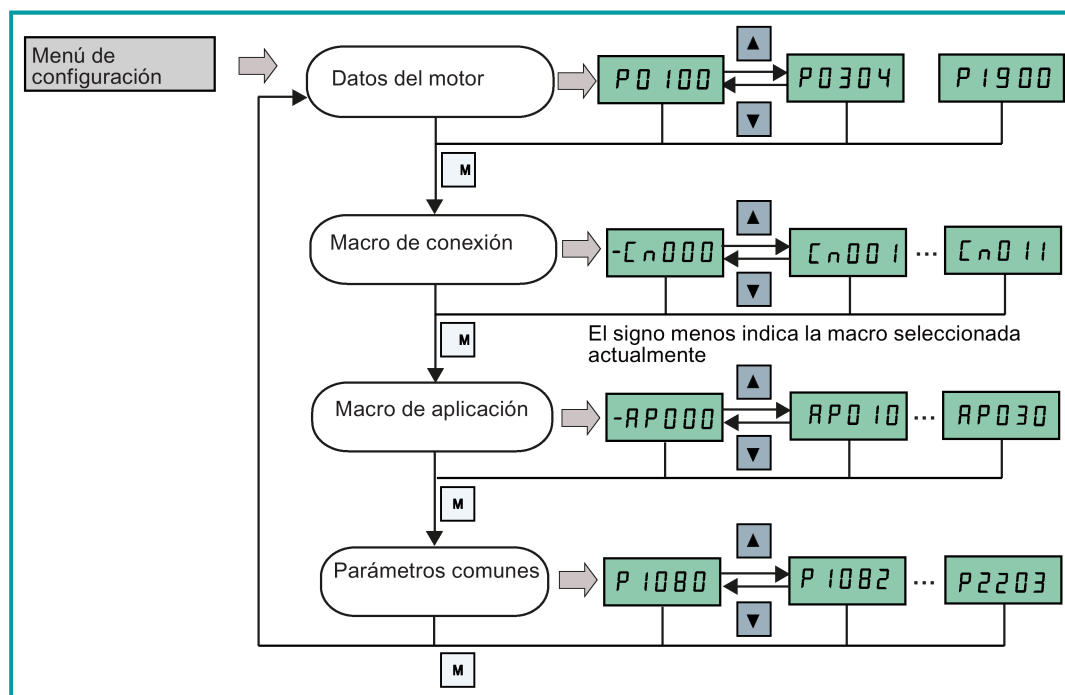 Menú de
configuración
Datos del motor
P0100
▲
▼
P0304
P1900
M
Macro de conexión
-Cn000
▲
▼
Cn001
...
Cn011
M
El signo menos indica la macro seleccionada
actualmente
Macro de aplicación
-AP000
▲
▼
AP010
...
AP030
M
Parámetros comunes
P1080
▲
▼
P1082
...
P2203
M